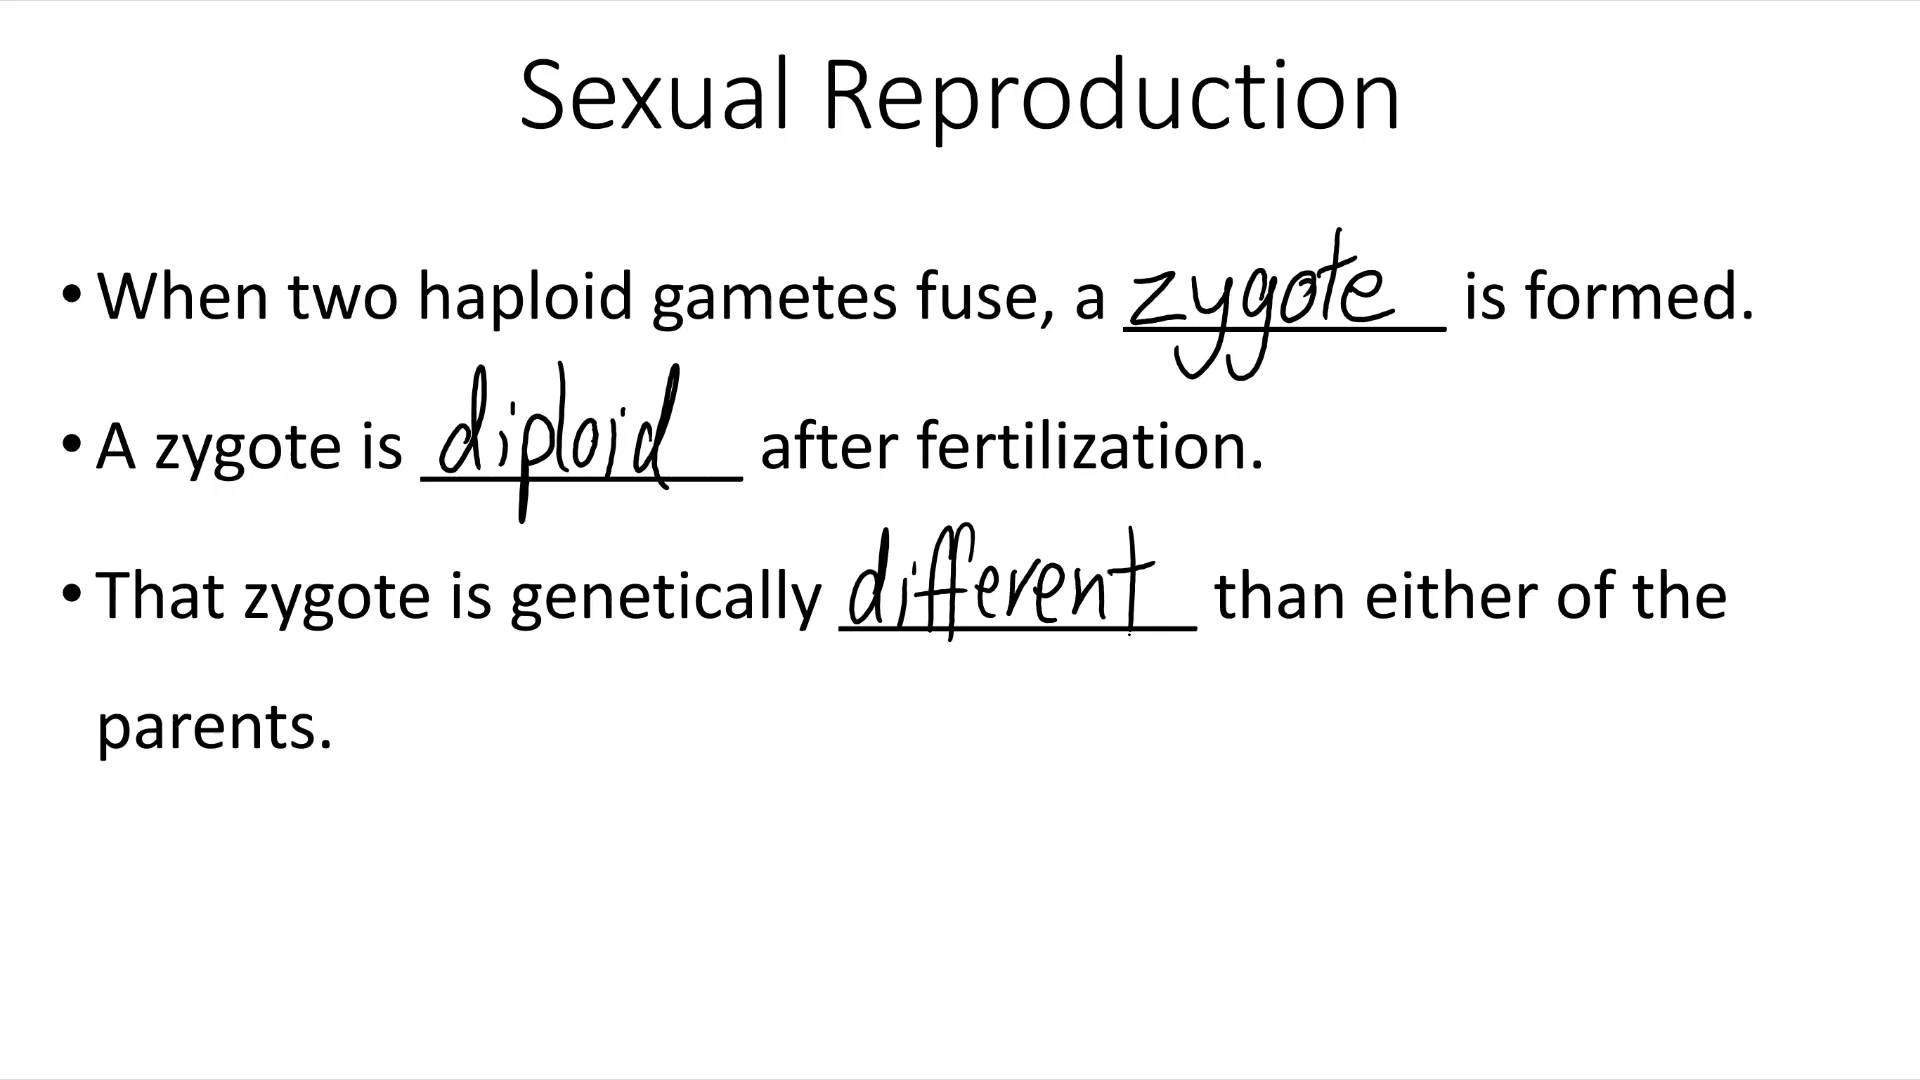 Sexual Reproduction
• When two haploid gametes fuse, a zygote is formed.
• A zygote is diploid after fertilization.
• That zygote is genetically different than either of the
parents.